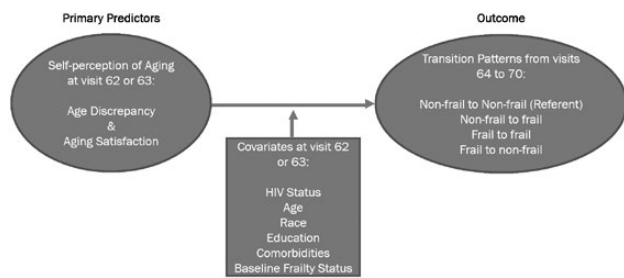 Primary Predictors
Outcome
Self-perception of Aging
at visit 62 or 63:
Age Discrepancy
&
Aging Satisfaction
Transition Patterns from visits
64 to 70:
Non-frail to Non-frail (Referent)
Non-frail to frail
Frail to frail
Frail to non-frail
Covariates at visit 62
or 63:
HIV Status
Age
Race
Education
Comorbidities
Baseline Frailty Status